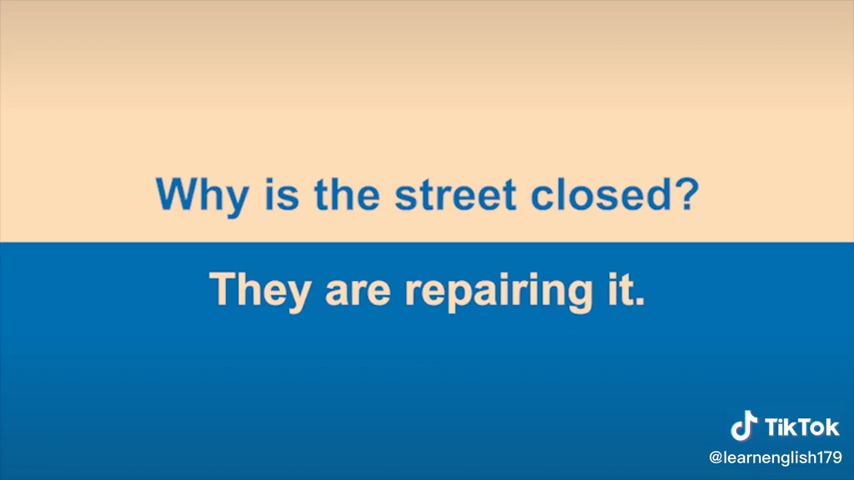 Why is the street closed?
They are repairing it.
TikTok
@learnenglish179